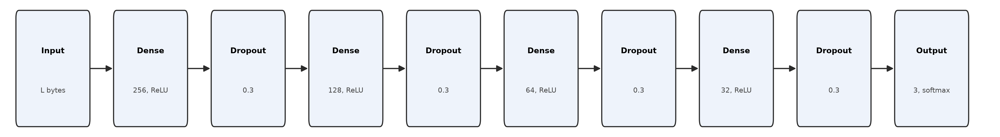 Input
L bytes
Dense
256, ReLU
Dropout
0.3
Dense
128, ReLU
Dropout
0.3
Dense
64, ReLU
Dropout
0.3
Dense
32, ReLU
Dropout
0.3
Output
3, softmax